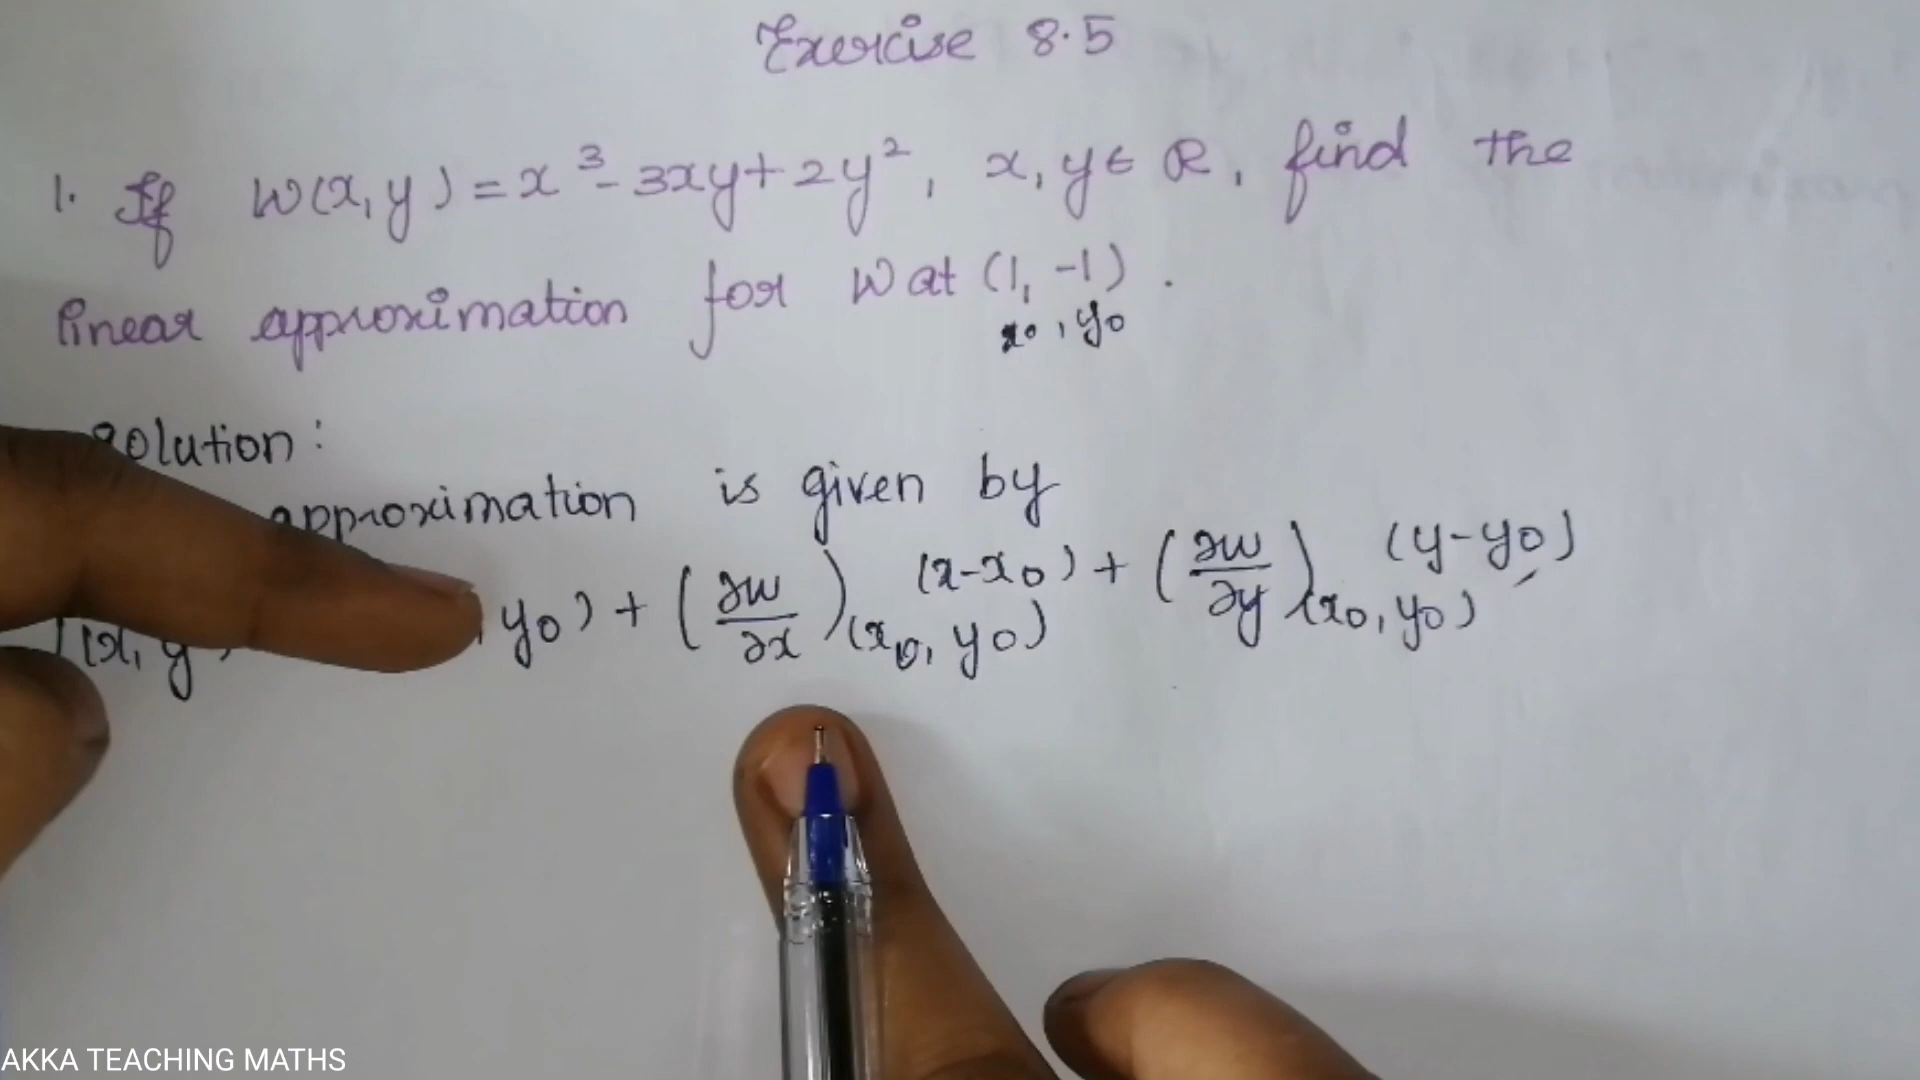 Exercise 8.5
1. If W(x, y) = x³ - 3xy + 2y², x, y ∈ R, find the
linear approximation for W at (1, -1).
x₀, y₀
Solution:
approximation is given by
(x, y y₀) + (∂w/∂x)(x₀, y₀) (x-x₀) + (∂w/∂y)(x₀, y₀) (y-y₀)
AKKA TEACHING MATHS